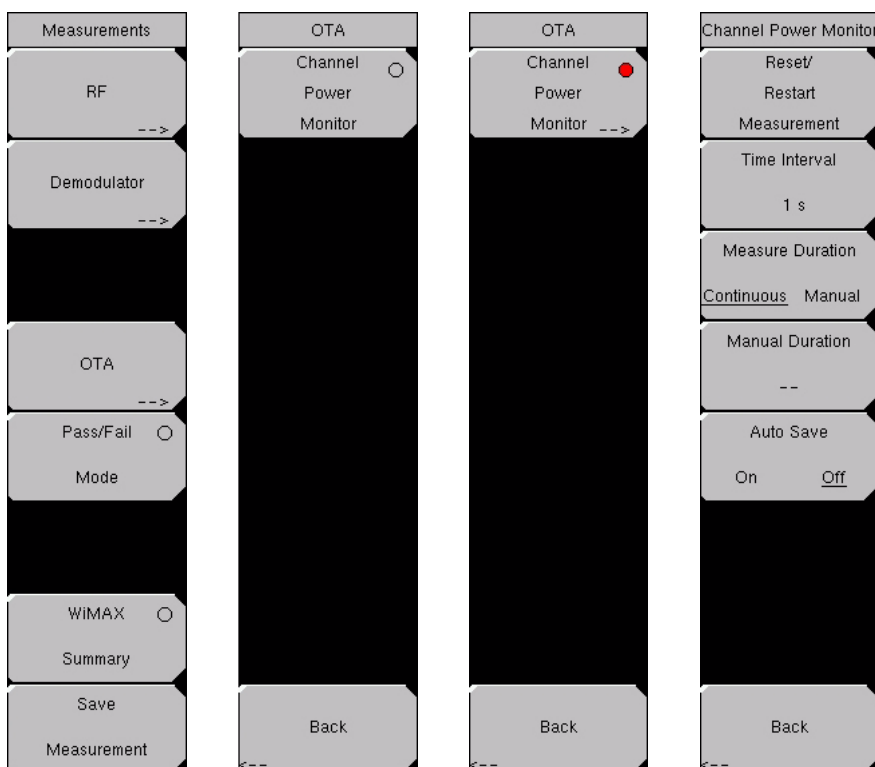 Measurements
RF
-->
Demodulator
-->
OTA
-->
Pass/Fail
Mode
WiMAX
Summary
Save
Measurement
OTA
Channel
Power
Monitor
Back
<--
OTA
Channel
Power
Monitor
-->
Back
<--
Channel Power Monitor
Reset/
Restart
Measurement
Time Interval
1 s
Measure Duration
Continuous Manual
Manual Duration
--
Auto Save
On Off
Back
<--